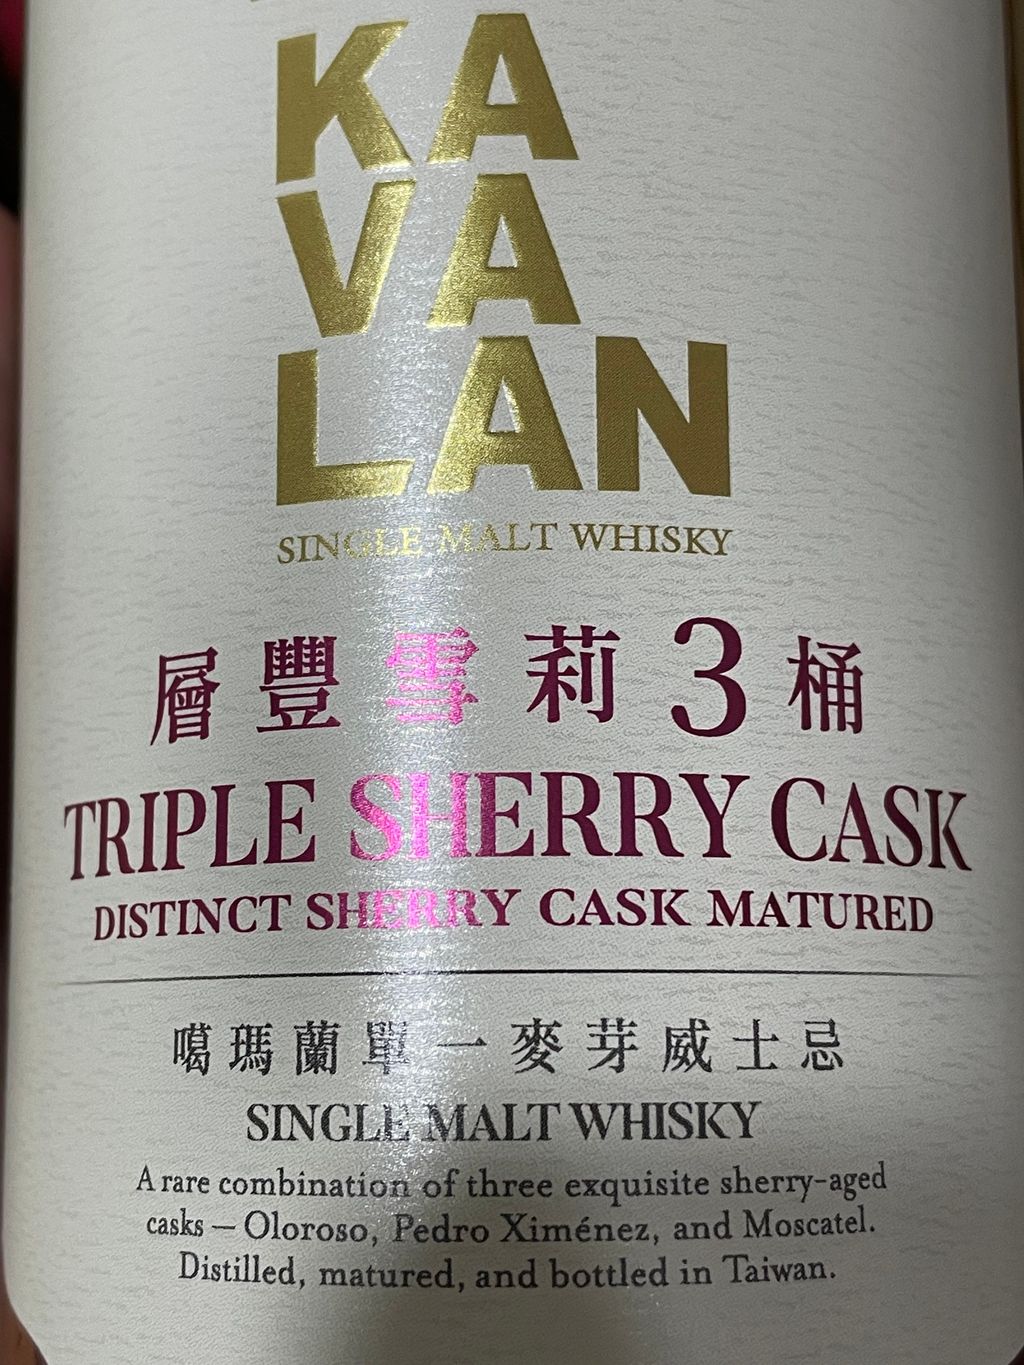 KA
VA
LAN
SINGLE MALT WHISKY
層豐雪莉3桶
TRIPLE SHERRY CASK
DISTINCT SHERRY CASK MATURED
噶瑪蘭單一麥芽威士忌
SINGLE MALT WHISKY
A rare combination of three exquisite sherry-aged
casks – Oloroso, Pedro Ximénez, and Moscatel.
Distilled, matured, and bottled in Taiwan.